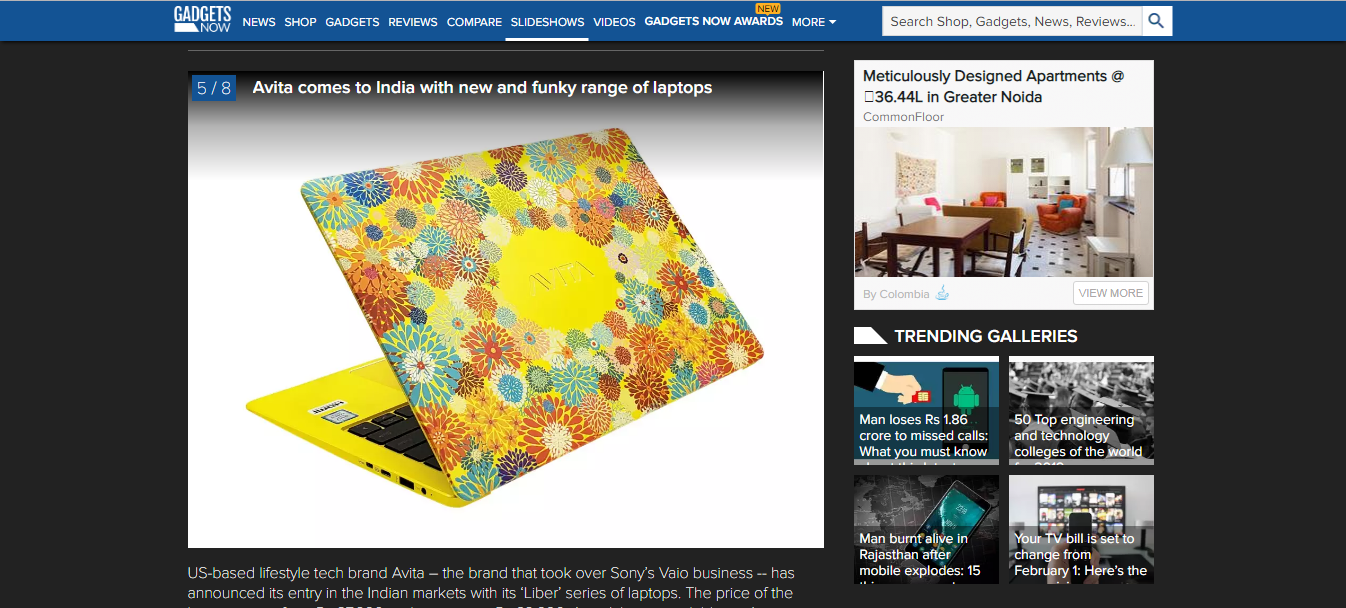 GADGETS
NOW
NEWS SHOP GADGETS REVIEWS COMPARE SLIDESHOWS VIDEOS GADGETS NOW AWARDS NEW MORE
Search Shop, Gadgets, News, Reviews...
5 / 8 Avita comes to India with new and funky range of laptops
AVITA
US-based lifestyle tech brand Avita – the brand that took over Sony's Vaio business -- has
announced its entry in the Indian markets with its 'Liber' series of laptops. The price of the
Meticulously Designed Apartments @
36.44L in Greater Noida
CommonFloor
By Colombia
VIEW MORE
TRENDING GALLERIES
Man loses Rs 1.86
crore to missed calls:
What you must know
50 Top engineering
and technology
colleges of the world
Man burnt alive in
Rajasthan after
mobile explodes: 15
Your TV bill is set to
change from
February 1: Here's the